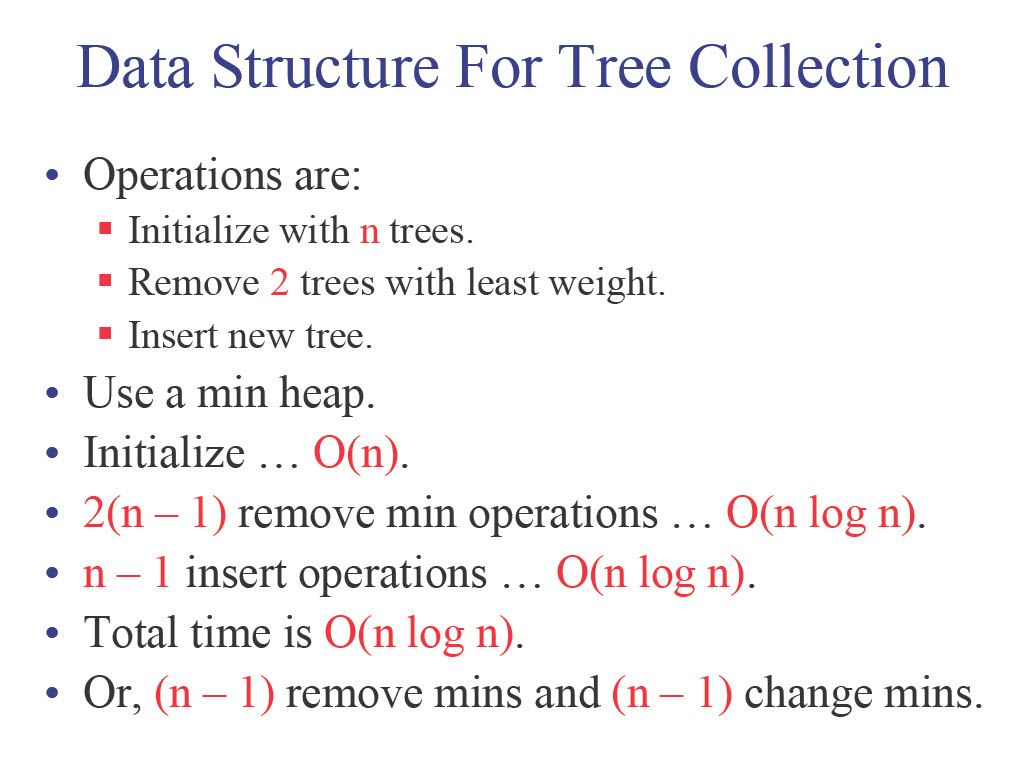 Data Structure For Tree Collection
• Operations are:
▪ Initialize with n trees.
▪ Remove 2 trees with least weight.
▪ Insert new tree.
• Use a min heap.
• Initialize … O(n).
• 2(n – 1) remove min operations … O(n log n).
• n – 1 insert operations … O(n log n).
• Total time is O(n log n).
• Or, (n – 1) remove mins and (n – 1) change mins.